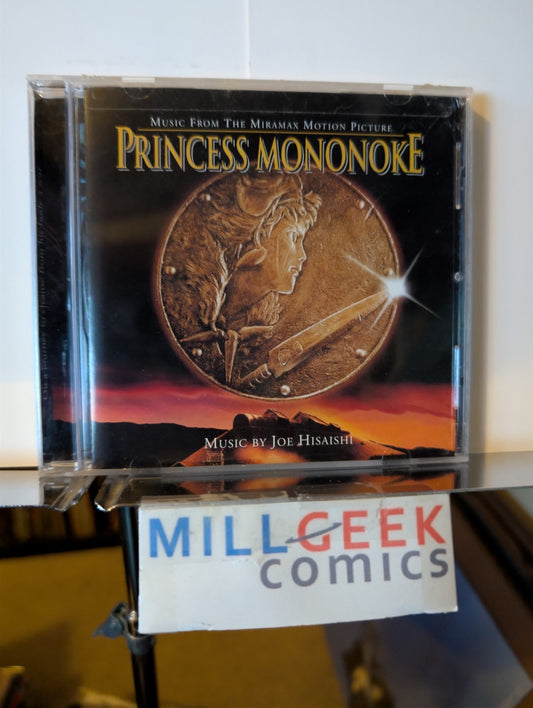 MUSIC FROM THE MIRAMAX MOTION PICTURE
PRINCESS MONONOKE
MUSIC BY JOE HISAISHI
MILLGEEK
comics